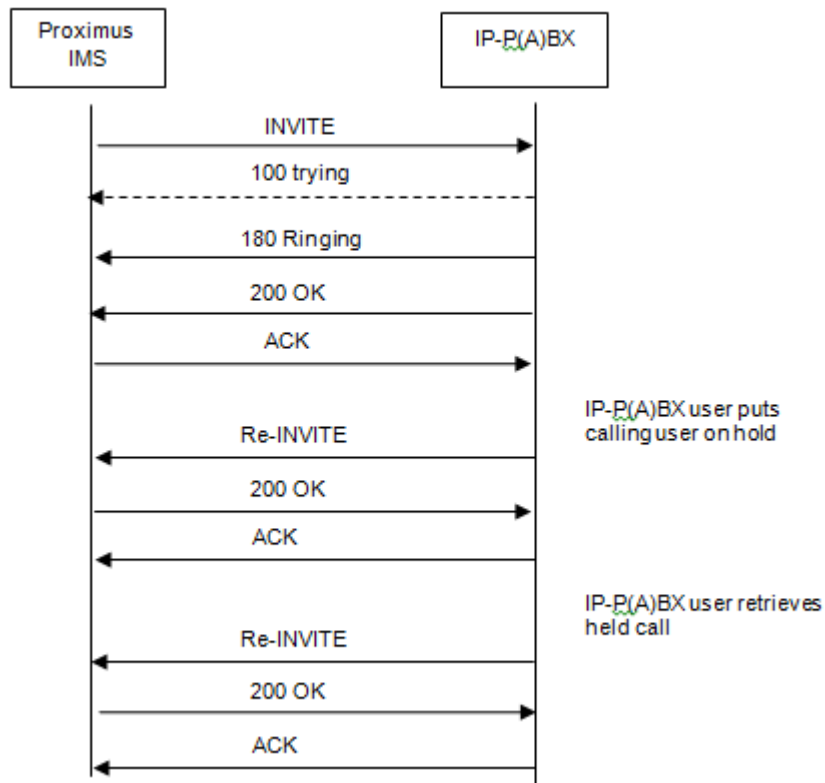 Proximus
IMS
IP-P(A)BX
INVITE
100 trying
180 Ringing
200 OK
ACK
IP-P(A)BX user puts
calling user on hold
Re-INVITE
200 OK
ACK
IP-P(A)BX user retrieves
held call
Re-INVITE
200 OK
ACK